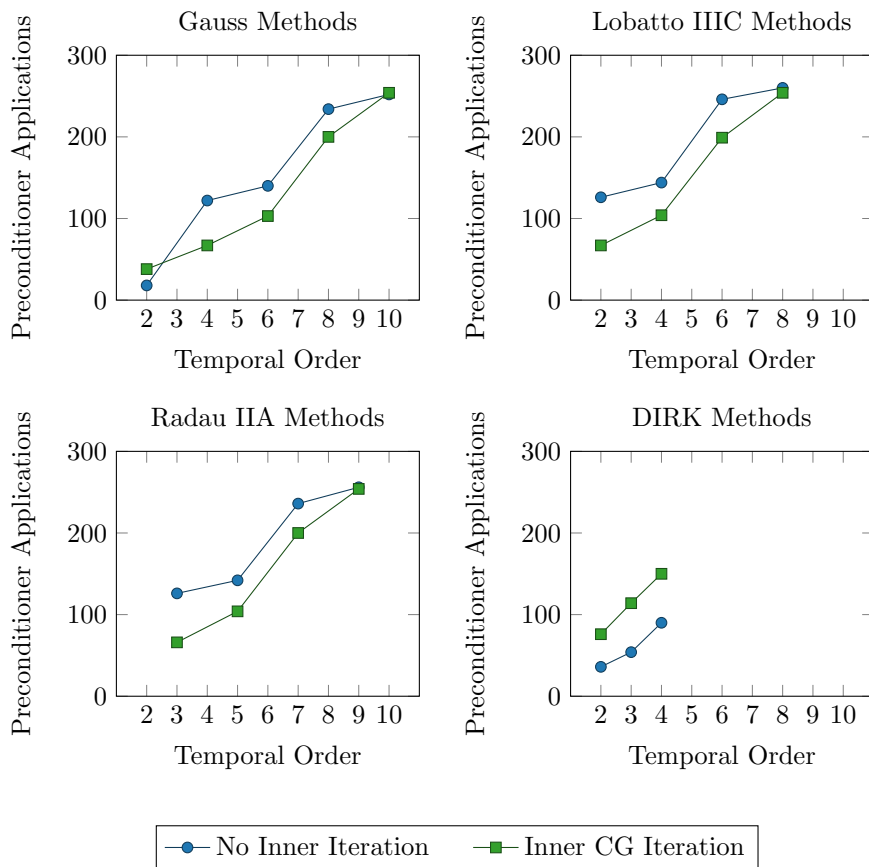 Gauss Methods
Preconditioner Applications
300
200
100
0
2 3 4 5 6 7 8 9 10
Temporal Order
Lobatto IIIC Methods
Preconditioner Applications
300
200
100
0
2 3 4 5 6 7 8 9 10
Temporal Order
Radau IIA Methods
Preconditioner Applications
300
200
100
0
2 3 4 5 6 7 8 9 10
Temporal Order
DIRK Methods
Preconditioner Applications
300
200
100
0
2 3 4 5 6 7 8 9 10
Temporal Order
No Inner Iteration
Inner CG Iteration